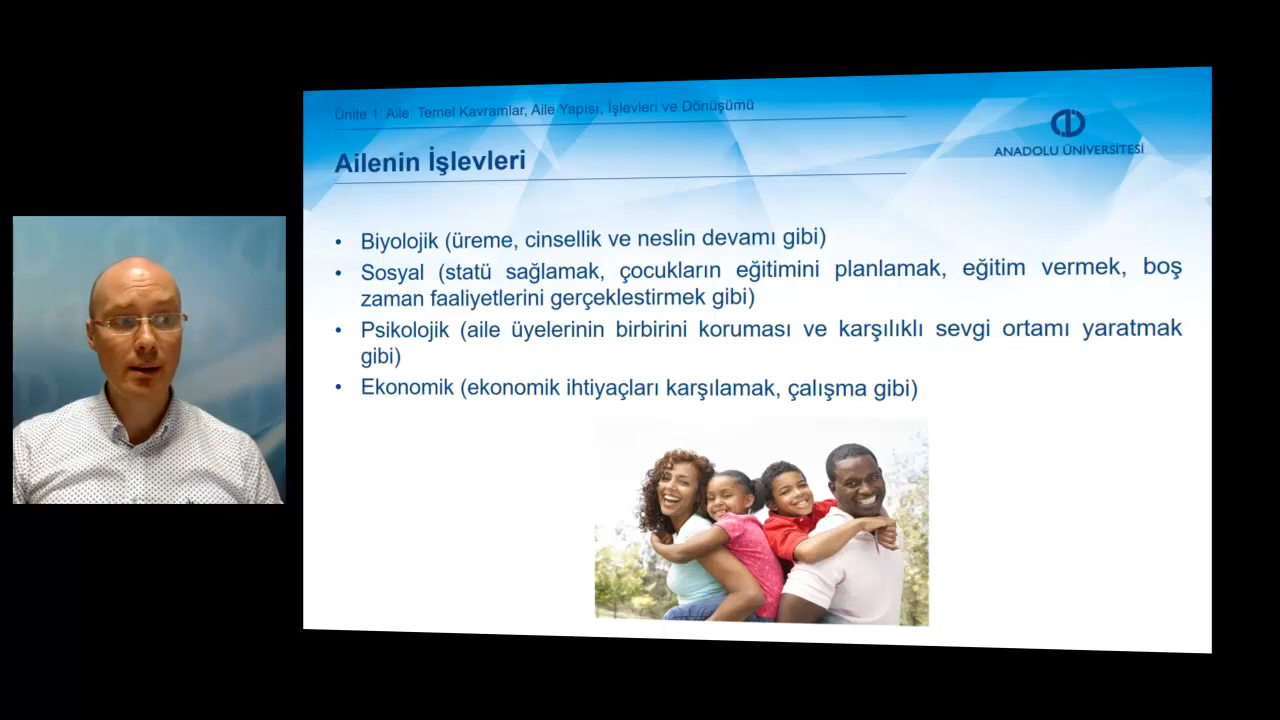 Ünite 1: Aile: Temel Kavramlar, Aile Yapısı, İşlevleri ve Dönüşümü
ANADOLU ÜNİVERSİTESİ
Ailenin İşlevleri
• Biyolojik (üreme, cinsellik ve neslin devamı gibi)
• Sosyal (statü sağlamak, çocukların eğitimini planlamak, eğitim vermek, boş
zaman faaliyetlerini gerçeklestirmek gibi)
• Psikolojik (aile üyelerinin birbirini koruması ve karşılıklı sevgi ortamı yaratmak
gibi)
• Ekonomik (ekonomik ihtiyaçları karşılamak, çalışma gibi)